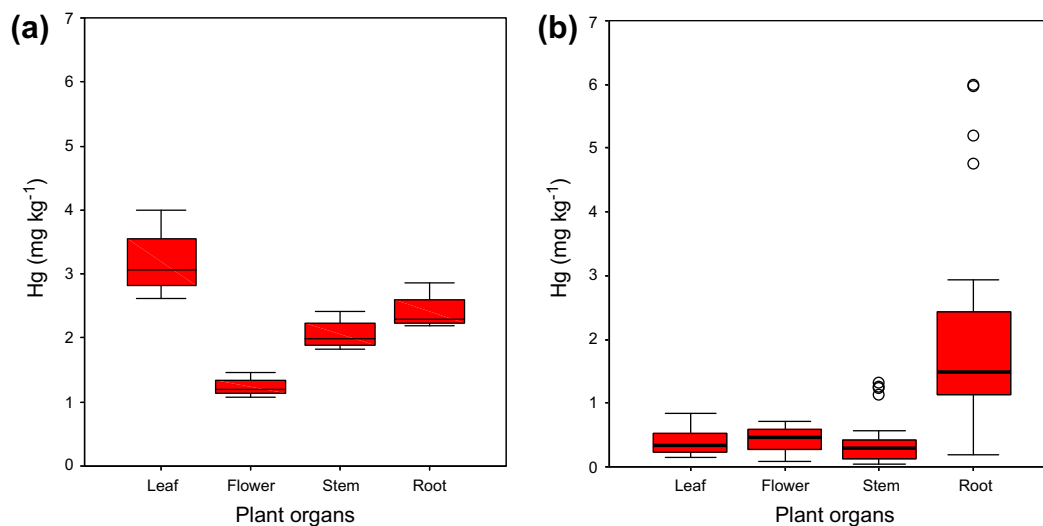 (a)
7
6
5
4
3
2
1
0
Hg (mg kg⁻¹)
Leaf Flower Stem Root
Plant organs
(b)
7
6
5
4
3
2
1
0
Hg (mg kg⁻¹)
Leaf Flower Stem Root
Plant organs